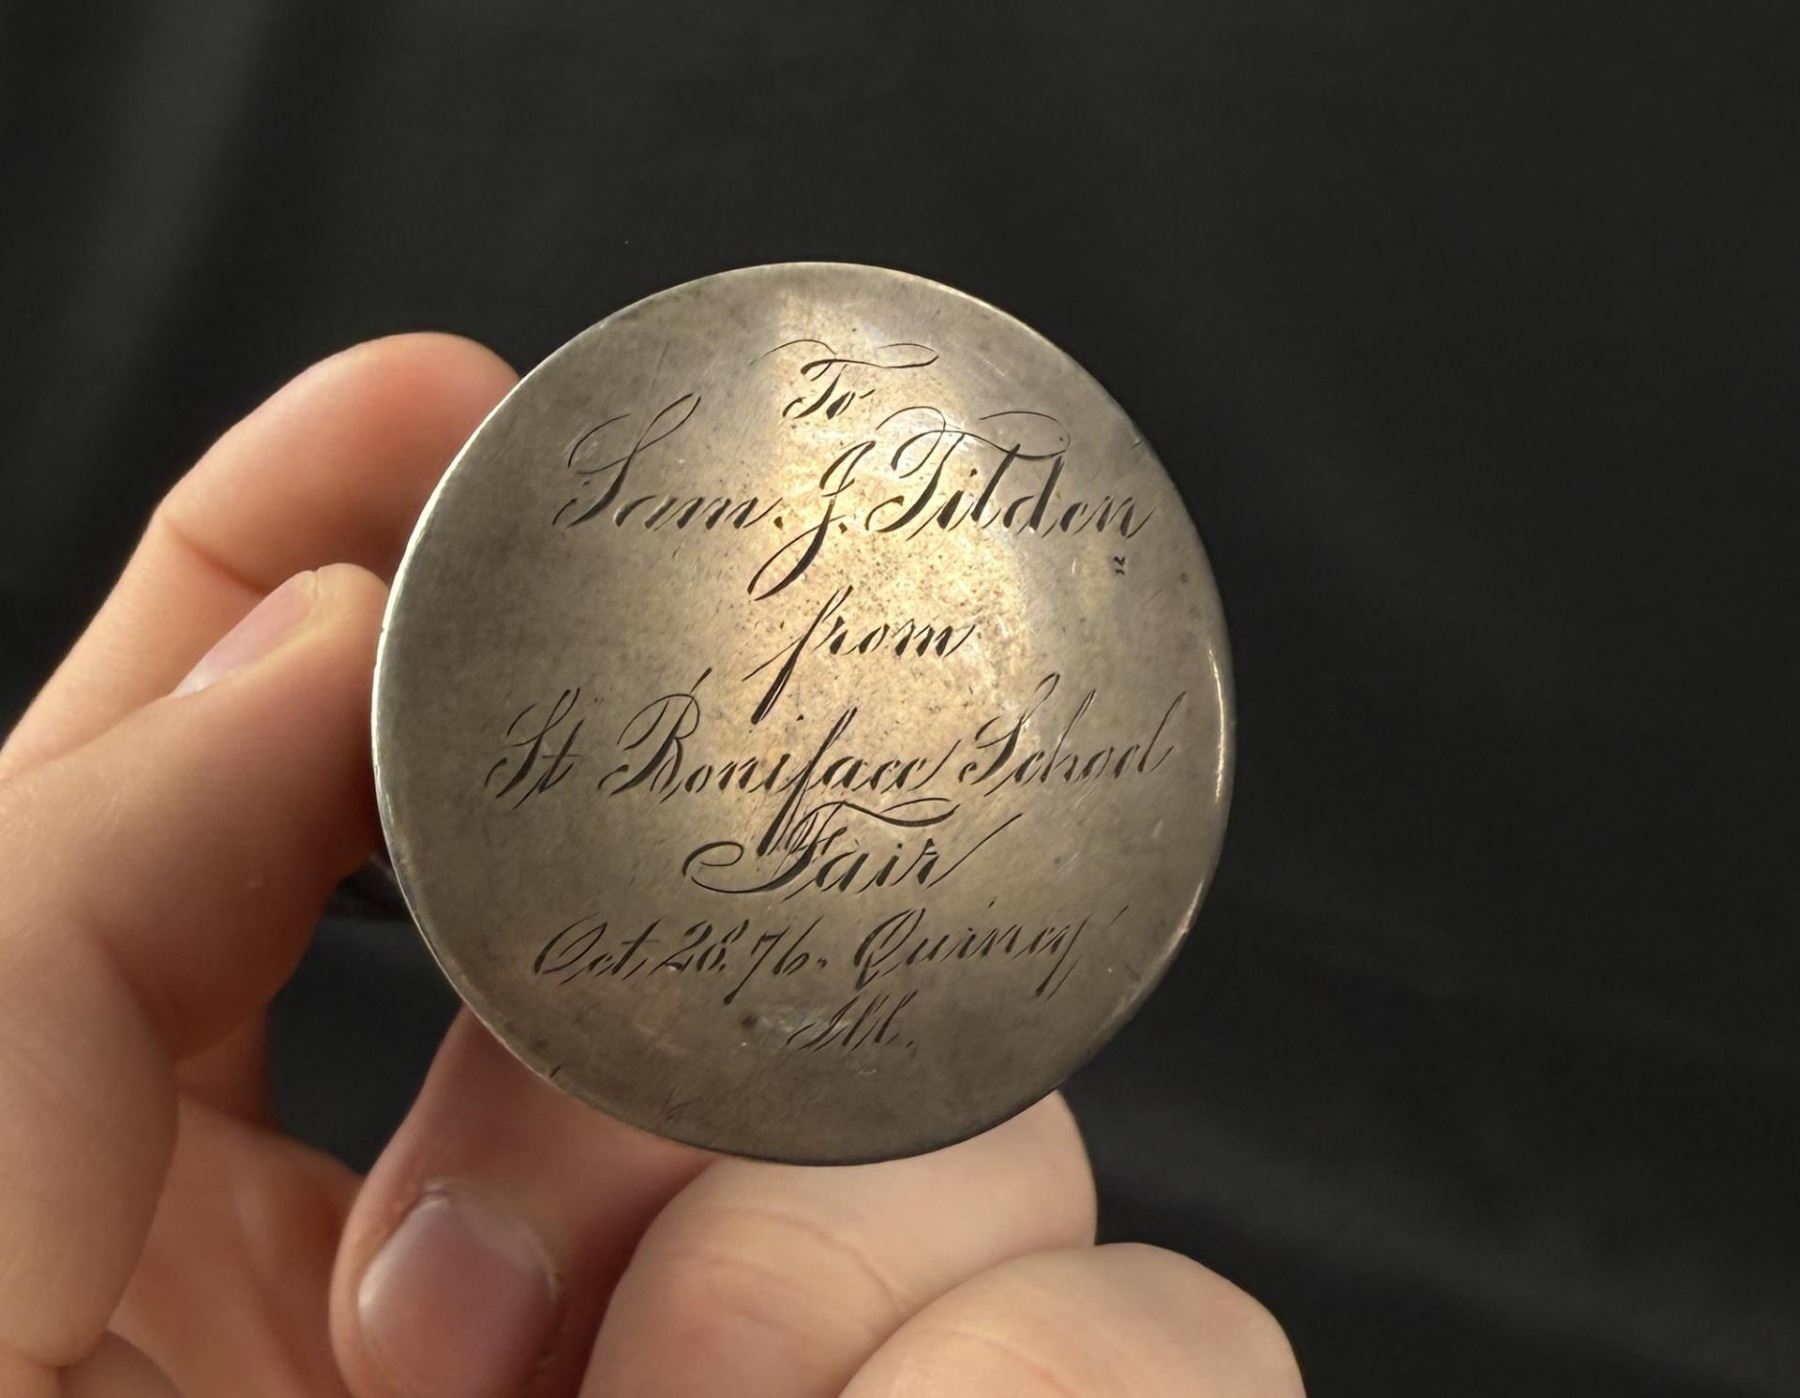 To
Sam. J. Tilden
from
St Boniface School
Fair
Oct. 28. 76. Quincy
Ill.